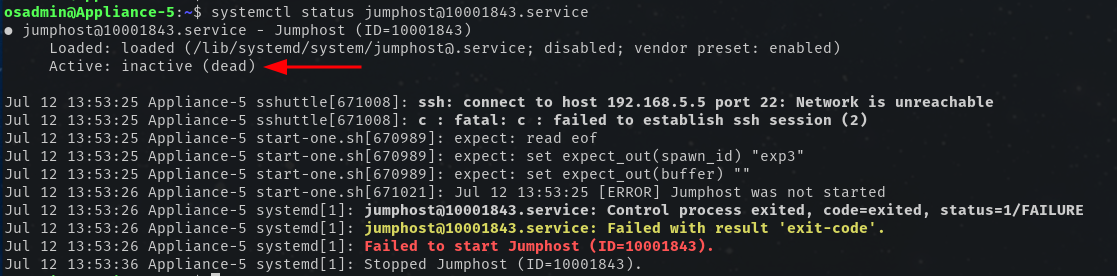 osadmin@Appliance-5:~$ systemctl status jumphost@10001843.service
● jumphost@10001843.service - Jumphost (ID=10001843)
Loaded: loaded (/lib/systemd/system/jumphost@.service; disabled; vendor preset: enabled)
Active: inactive (dead)
Jul 12 13:53:25 Appliance-5 sshuttle[671008]: ssh: connect to host 192.168.5.5 port 22: Network is unreachable
Jul 12 13:53:25 Appliance-5 sshuttle[671008]: c : fatal: c : failed to establish ssh session (2)
Jul 12 13:53:25 Appliance-5 start-one.sh[670989]: expect: read eof
Jul 12 13:53:25 Appliance-5 start-one.sh[670989]: expect: set expect_out(spawn_id) "exp3"
Jul 12 13:53:25 Appliance-5 start-one.sh[670989]: expect: set expect_out(buffer) ""
Jul 12 13:53:26 Appliance-5 start-one.sh[671021]: Jul 12 13:53:25 [ERROR] Jumphost was not started
Jul 12 13:53:26 Appliance-5 systemd[1]: jumphost@10001843.service: Control process exited, code=exited, status=1/FAILURE
Jul 12 13:53:26 Appliance-5 systemd[1]: jumphost@10001843.service: Failed with result 'exit-code'.
Jul 12 13:53:26 Appliance-5 systemd[1]: Failed to start Jumphost (ID=10001843).
Jul 12 13:53:36 Appliance-5 systemd[1]: Stopped Jumphost (ID=10001843).